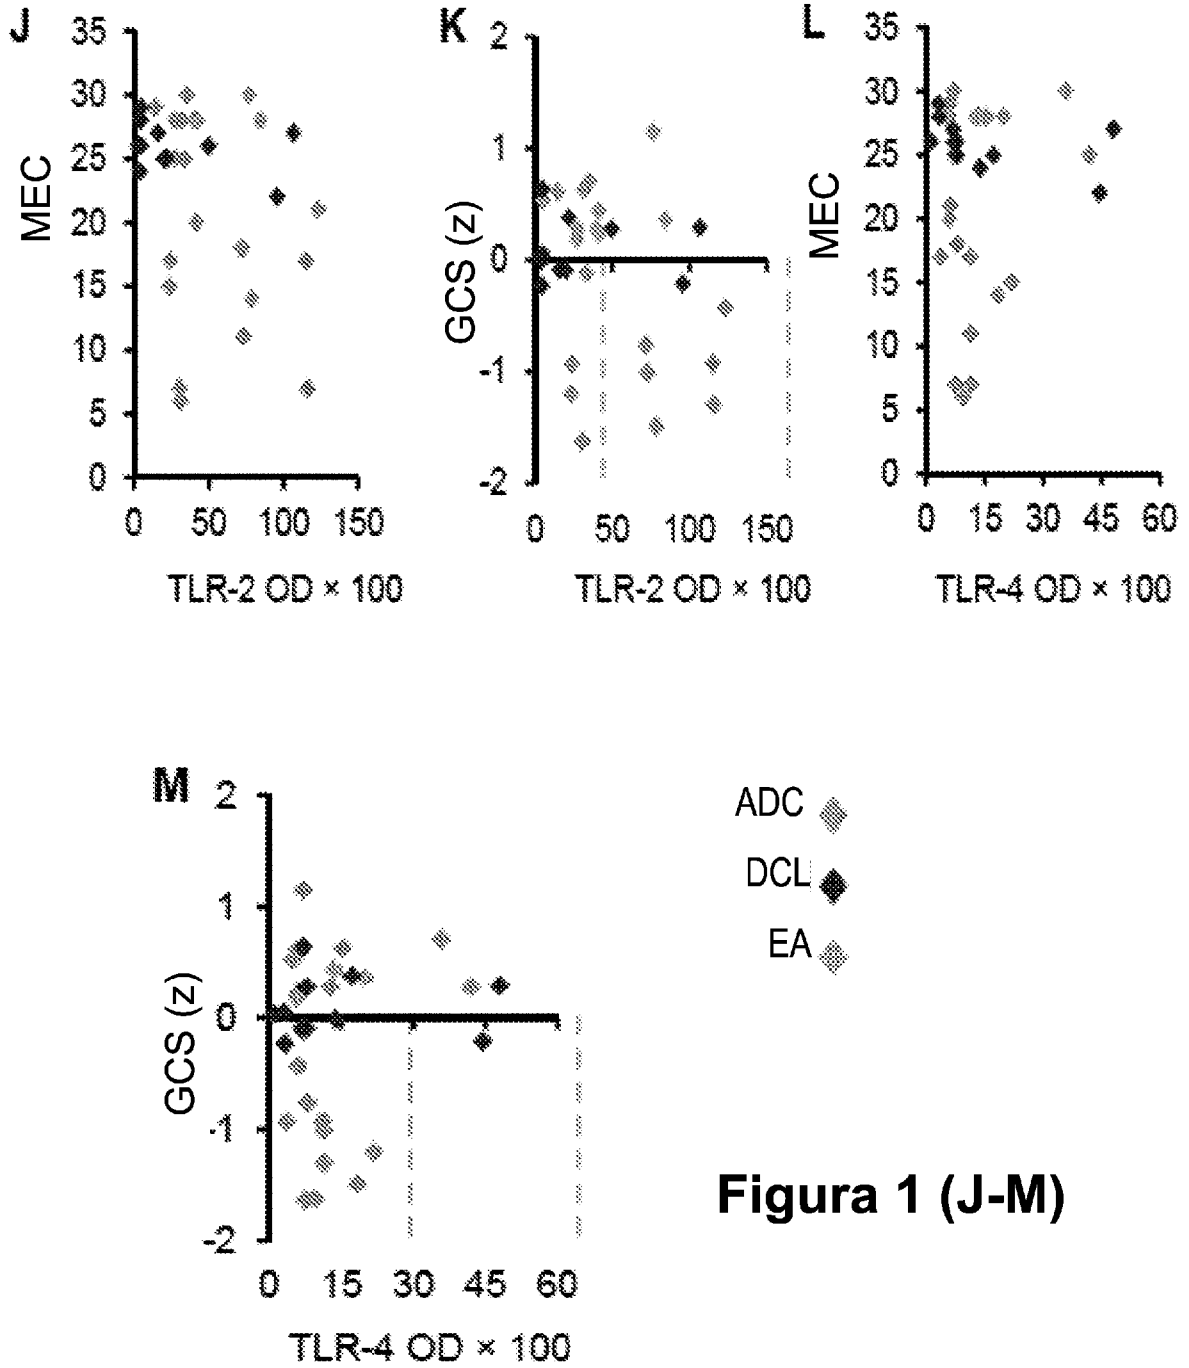 J
35
30
25
20
15
10
5
0
MEC
0 50 100 150
TLR-2 OD × 100
K
2
1
0
-1
-2
GCS (z)
0 50 100 150
TLR-2 OD × 100
L
35
30
25
20
15
10
5
0
MEC
0 15 30 45 60
TLR-4 OD × 100
M
2
1
0
-1
-2
GCS (z)
0 15 30 45 60
TLR-4 OD × 100
ADC
DCL
EA
Figura 1 (J-M)